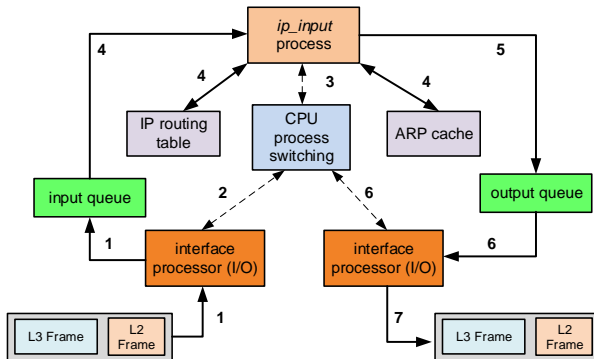 ip_input
process
4
5
4
3
4
IP routing
table
CPU
process
switching
ARP cache
input queue
2
6
output queue
1
6
interface
processor (I/O)
interface
processor (I/O)
1
7
L3 Frame
L2
Frame
L3 Frame
L2
Frame